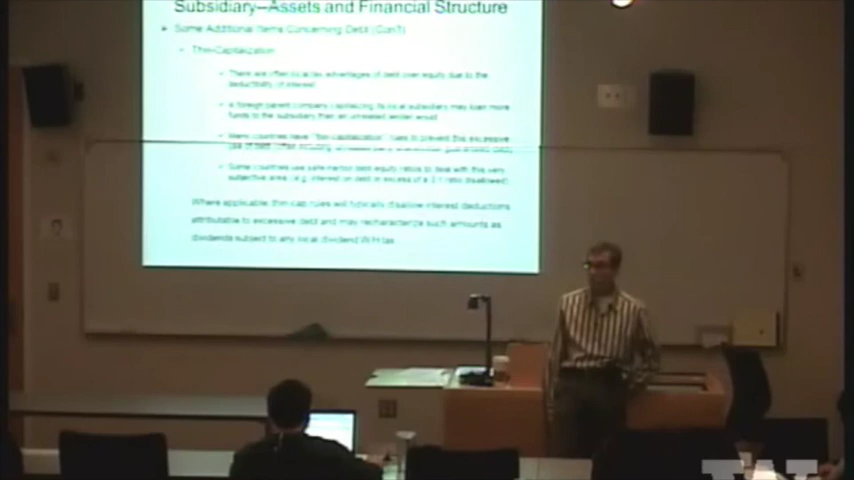 Subsidiary—Assets and Financial Structure
Some Additional Items Concerning Debt (Con'T)
Thin-Capitalization
There are often local tax advantages of debt over equity due to the
deductibility of interest
A foreign parent company capitalizing its local subsidiary may loan more
funds to the subsidiary than an unrelated lender would
Many countries have "thin-capitalization" rules to prevent this excessive
use of debt
Some countries use safe harbor debt equity ratios to deal with this very
subjective area (e.g. interest on debt in excess of a 3:1 ratio disallowed)
Where applicable, thin cap rules will typically disallow interest deductions
attributable to excessive debt and may recharacterize such amounts as
dividends subject to any local dividend W/H tax